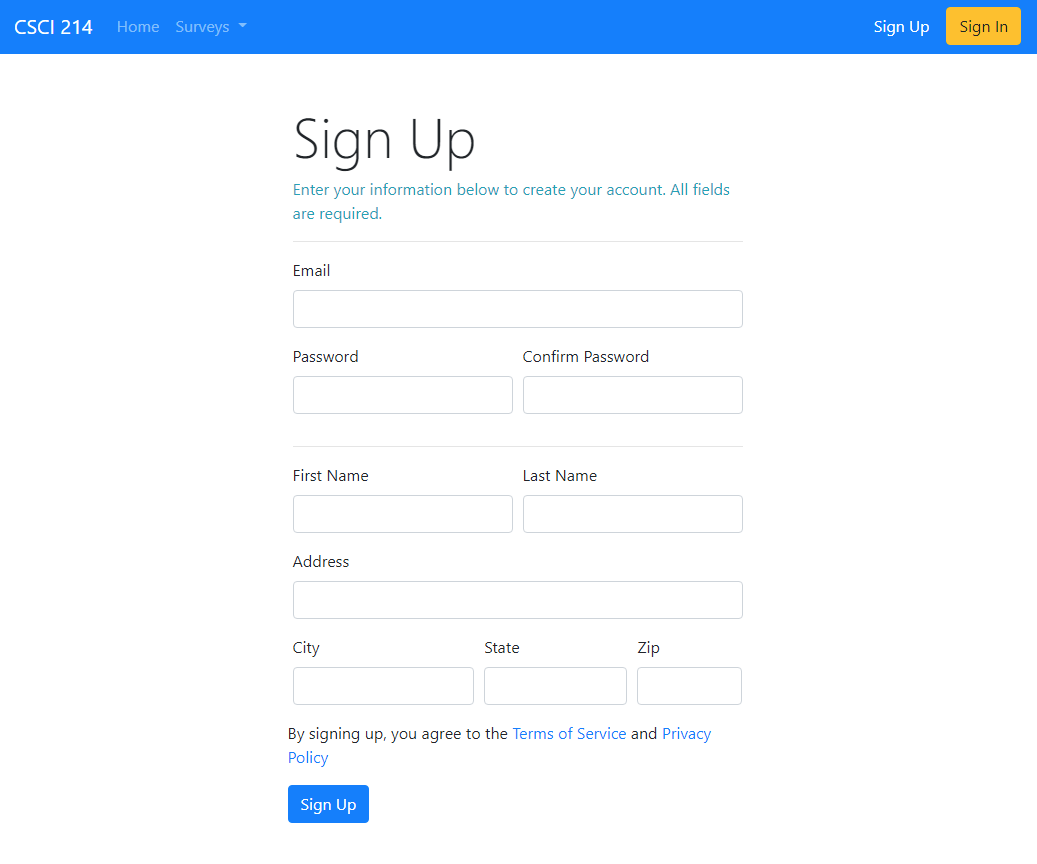 CSCI 214 Home Surveys Sign Up Sign In
Sign Up
Enter your information below to create your account. All fields
are required.
Email
Password Confirm Password
First Name Last Name
Address
City State Zip
By signing up, you agree to the Terms of Service and Privacy
Policy
Sign Up